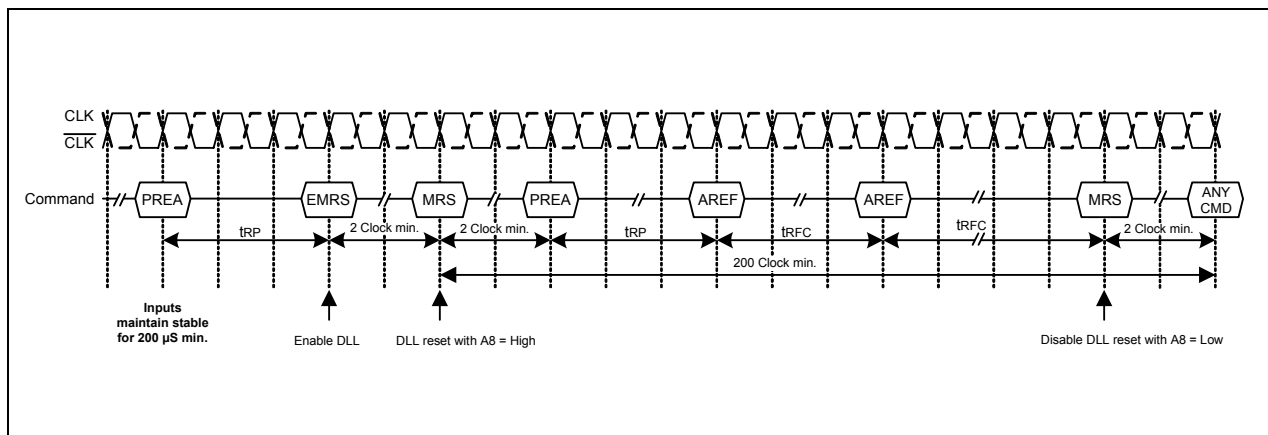 CLK
CLK
Command
PREA
EMRS
MRS
PREA
AREF
AREF
MRS
ANY
CMD
tRP
2 Clock min.
2 Clock min.
tRP
tRFC
tRFC
2 Clock min.
200 Clock min.
Inputs
maintain stable
for 200 µS min.
Enable DLL
DLL reset with A8 = High
Disable DLL reset with A8 = Low